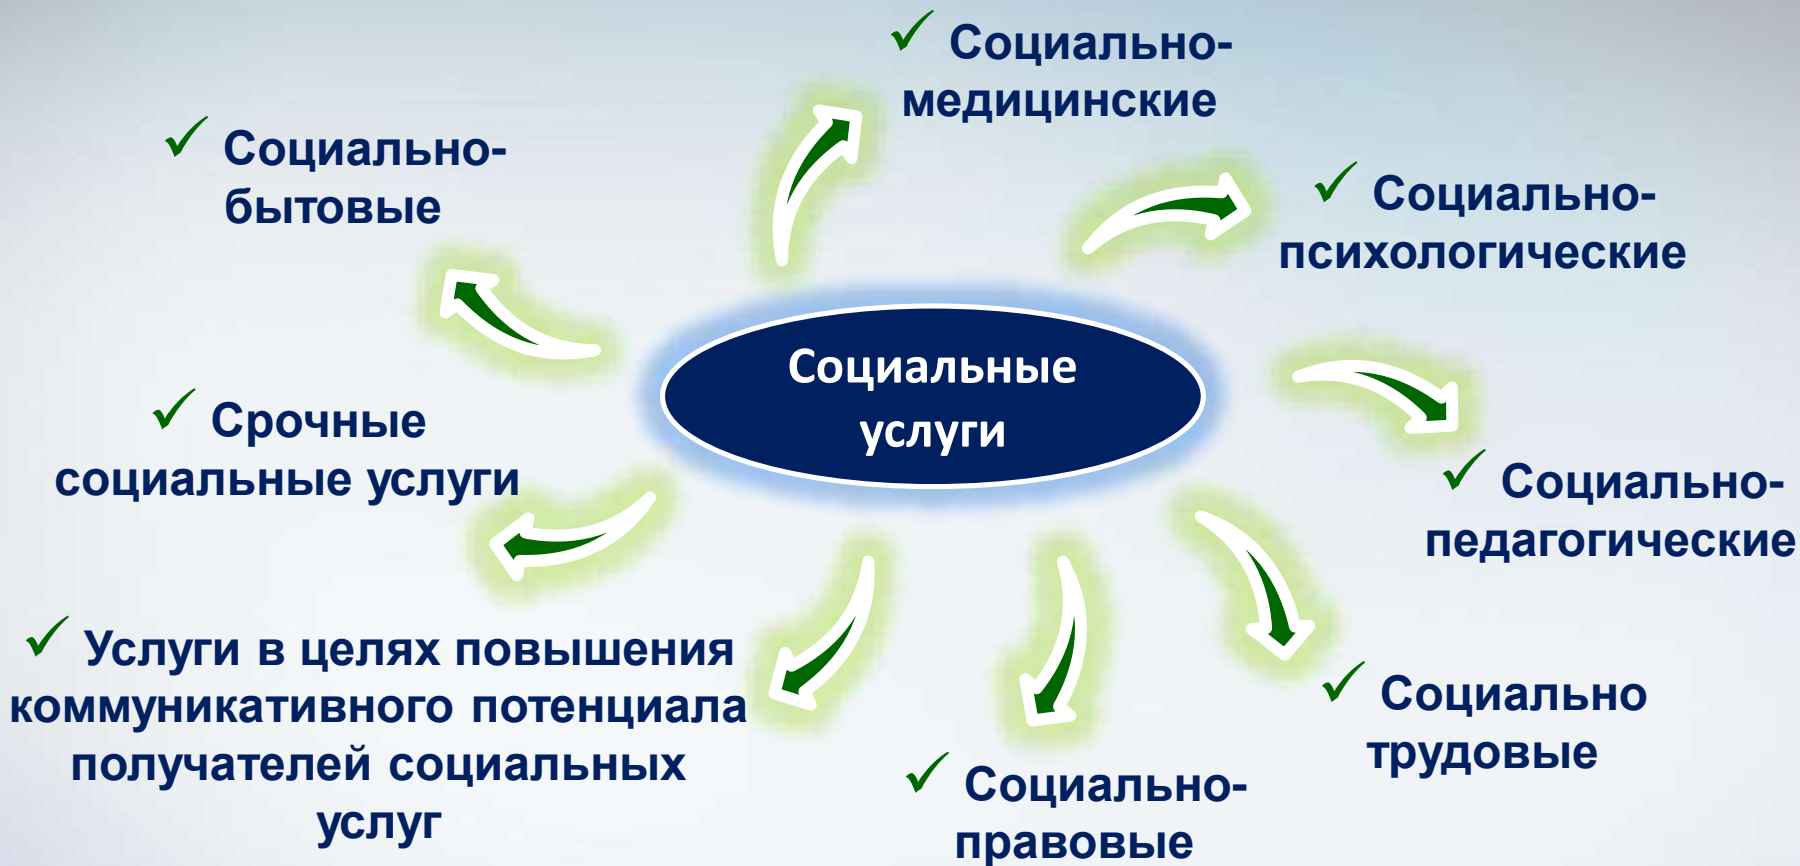 ✓ Социально-
медицинские
✓ Социально-
бытовые
✓ Социально-
психологические
Социальные
услуги
✓ Срочные
социальные услуги
✓ Социально-
педагогические
✓ Услуги в целях повышения
коммуникативного потенциала
получателей социальных
услуг
✓ Социально
трудовые
✓ Социально-
правовые